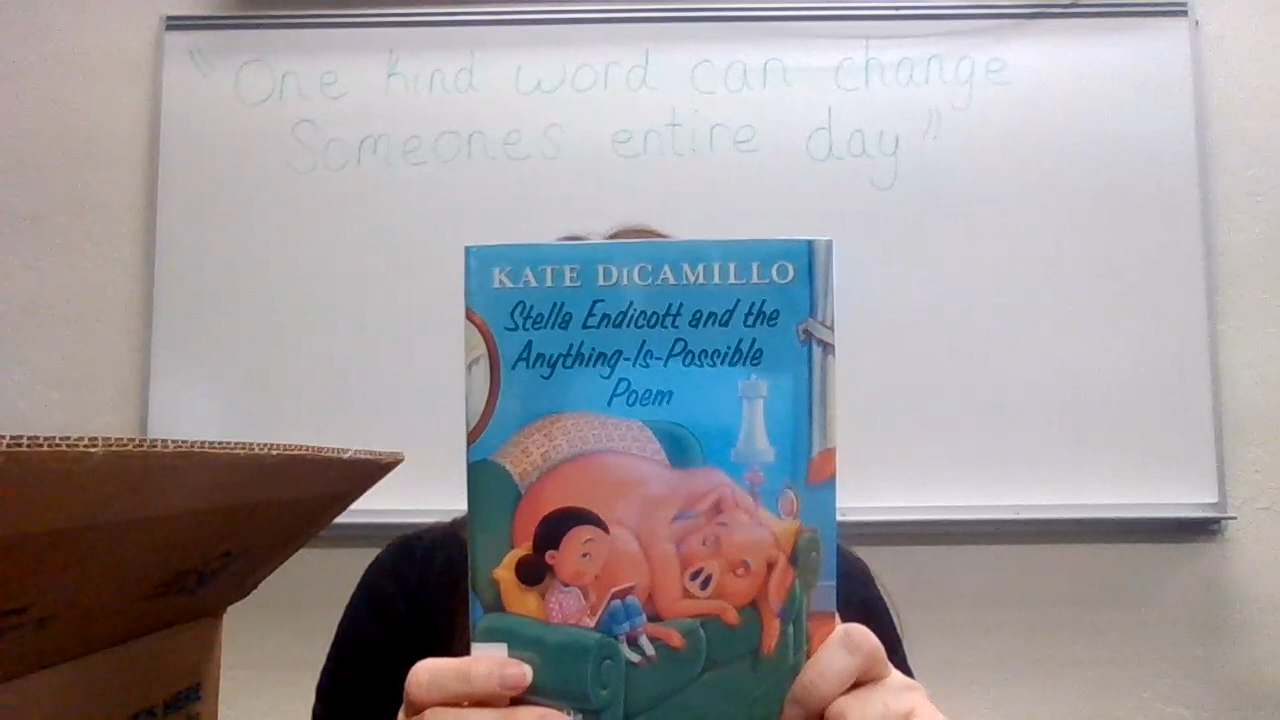 "One kind word can change
Someones entire day"
KATE DiCAMILLO
Stella Endicott and the
Anything-Is-Possible
Poem